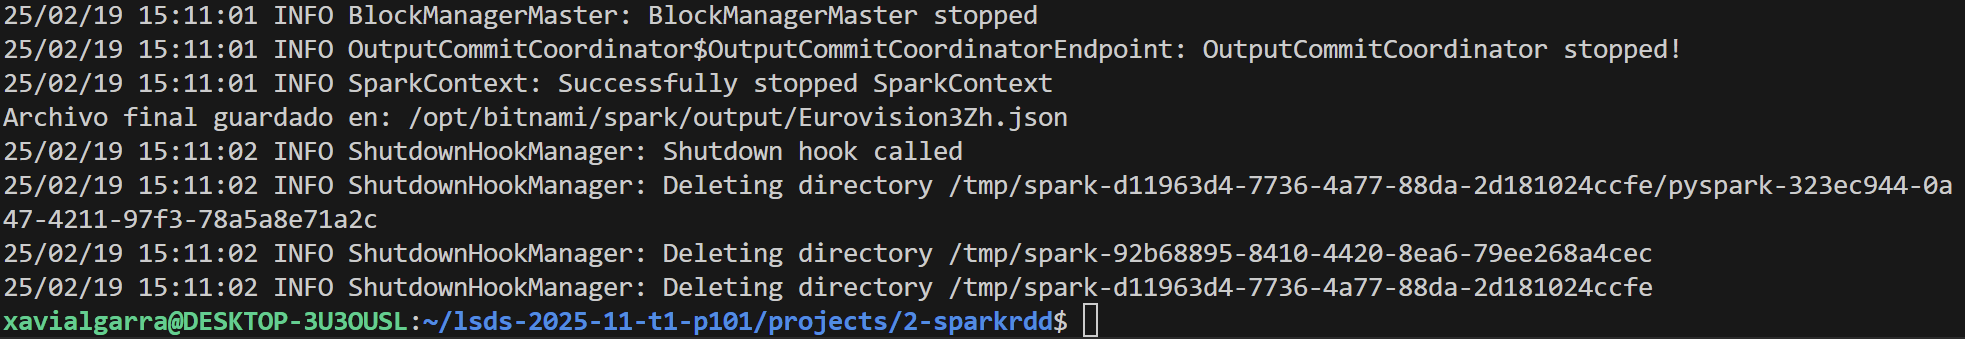 25/02/19 15:11:01 INFO BlockManagerMaster: BlockManagerMaster stopped
25/02/19 15:11:01 INFO OutputCommitCoordinator$OutputCommitCoordinatorEndpoint: OutputCommitCoordinator stopped!
25/02/19 15:11:01 INFO SparkContext: Successfully stopped SparkContext
Archivo final guardado en: /opt/bitnami/spark/output/Eurovision3Zh.json
25/02/19 15:11:02 INFO ShutdownHookManager: Shutdown hook called
25/02/19 15:11:02 INFO ShutdownHookManager: Deleting directory /tmp/spark-d11963d4-7736-4a77-88da-2d181024ccfe/pyspark-323ec944-0a
47-4211-97f3-78a5a8e71a2c
25/02/19 15:11:02 INFO ShutdownHookManager: Deleting directory /tmp/spark-92b68895-8410-4420-8ea6-79ee268a4cec
25/02/19 15:11:02 INFO ShutdownHookManager: Deleting directory /tmp/spark-d11963d4-7736-4a77-88da-2d181024ccfe
xavialgarra@DESKTOP-3U3OUSL:~/lsds-2025-11-t1-p101/projects/2-sparkrdd$